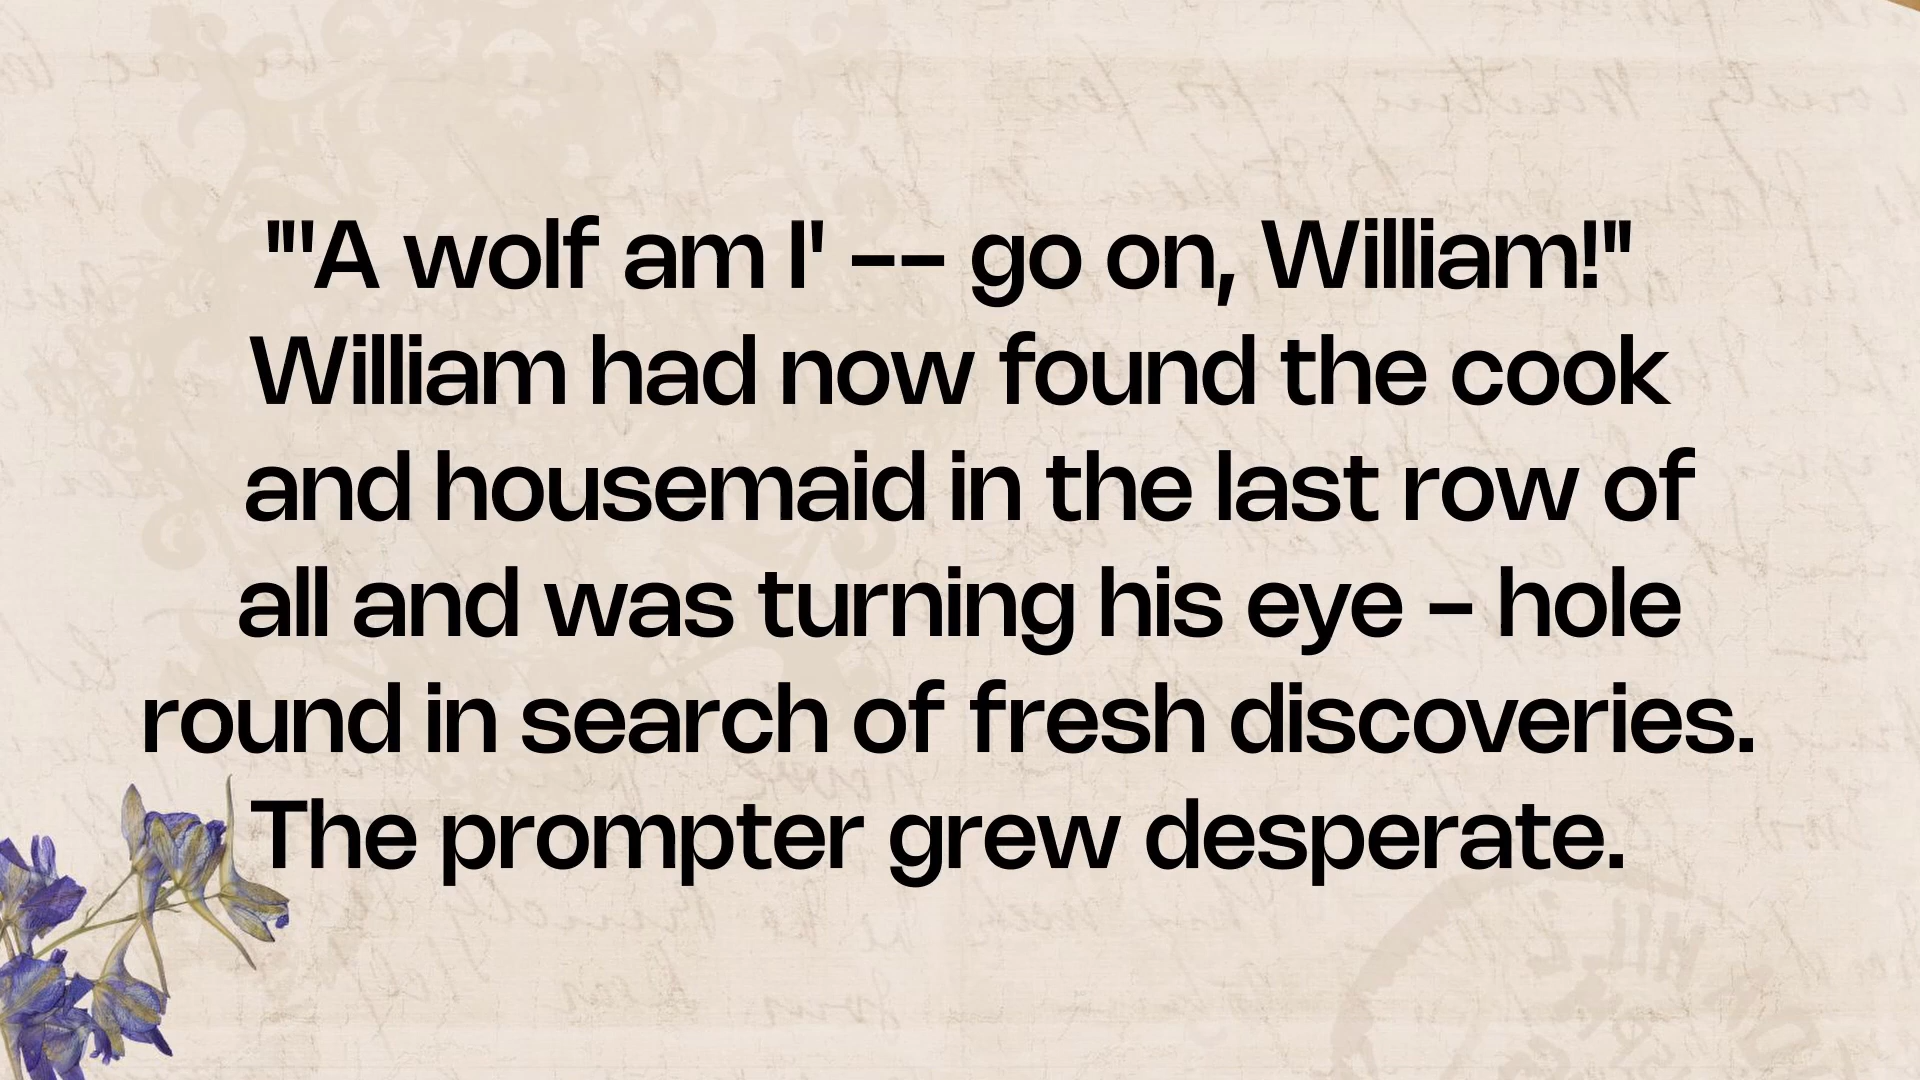 "'A wolf am I' -- go on, William!"
William had now found the cook
and housemaid in the last row of
all and was turning his eye - hole
round in search of fresh discoveries.
The prompter grew desperate.